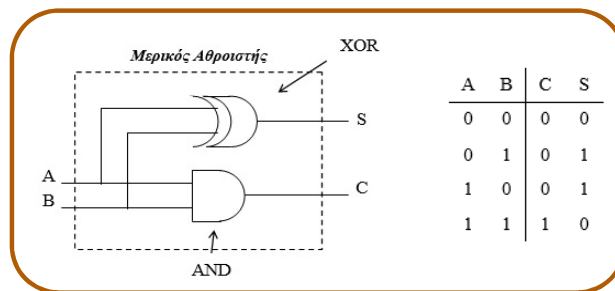 Μερικός Αθροιστής
XOR
S
A
B
C
AND
A B C S
0 0 0 0
0 1 0 1
1 0 0 1
1 1 1 0